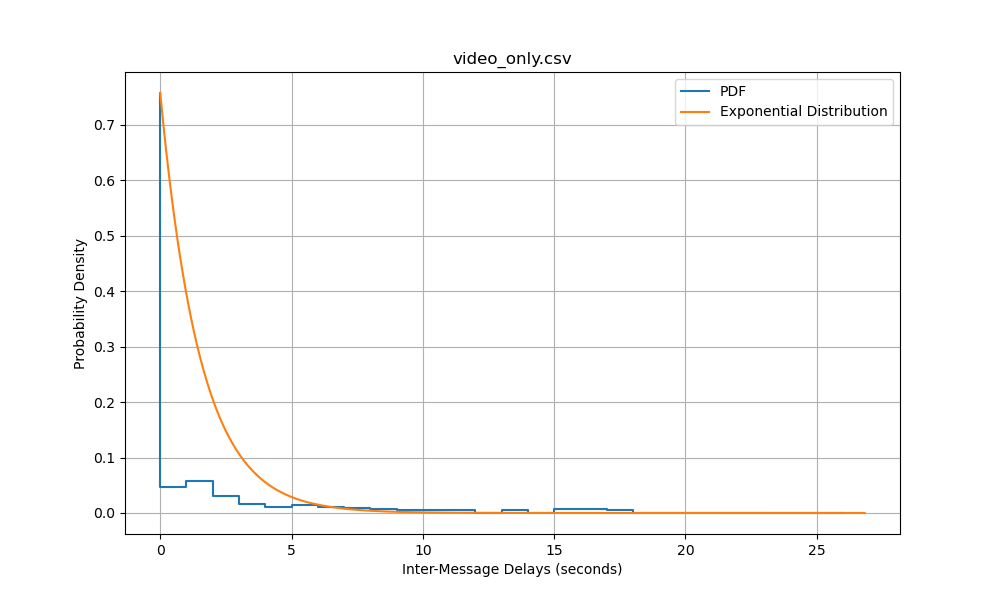 video_only.csv
PDF
Exponential Distribution
0.7
0.6
0.5
0.4
0.3
0.2
0.1
0.0
Probability Density
0 5 10 15 20 25
Inter-Message Delays (seconds)